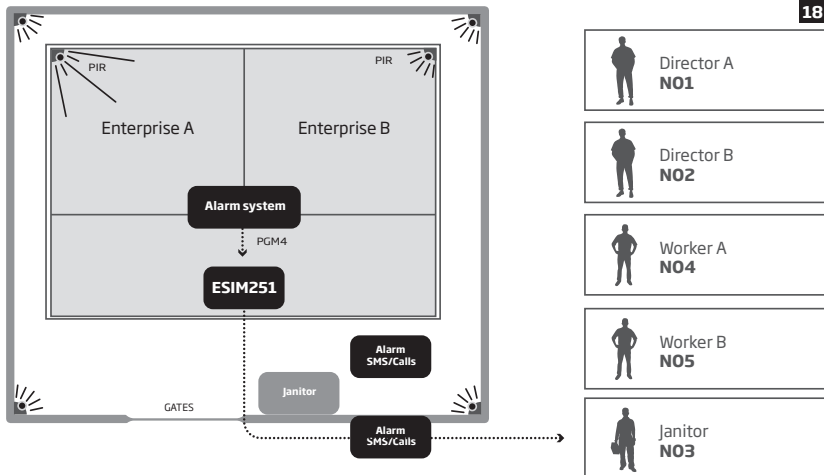 18
PIR
PIR
Enterprise A
Enterprise B
Alarm system
PGM4
ESIM251
Alarm
SMS/Calls
Janitor
GATES
Alarm
SMS/Calls
Director A
NO1
Director B
NO2
Worker A
NO4
Worker B
NO5
Janitor
NO3